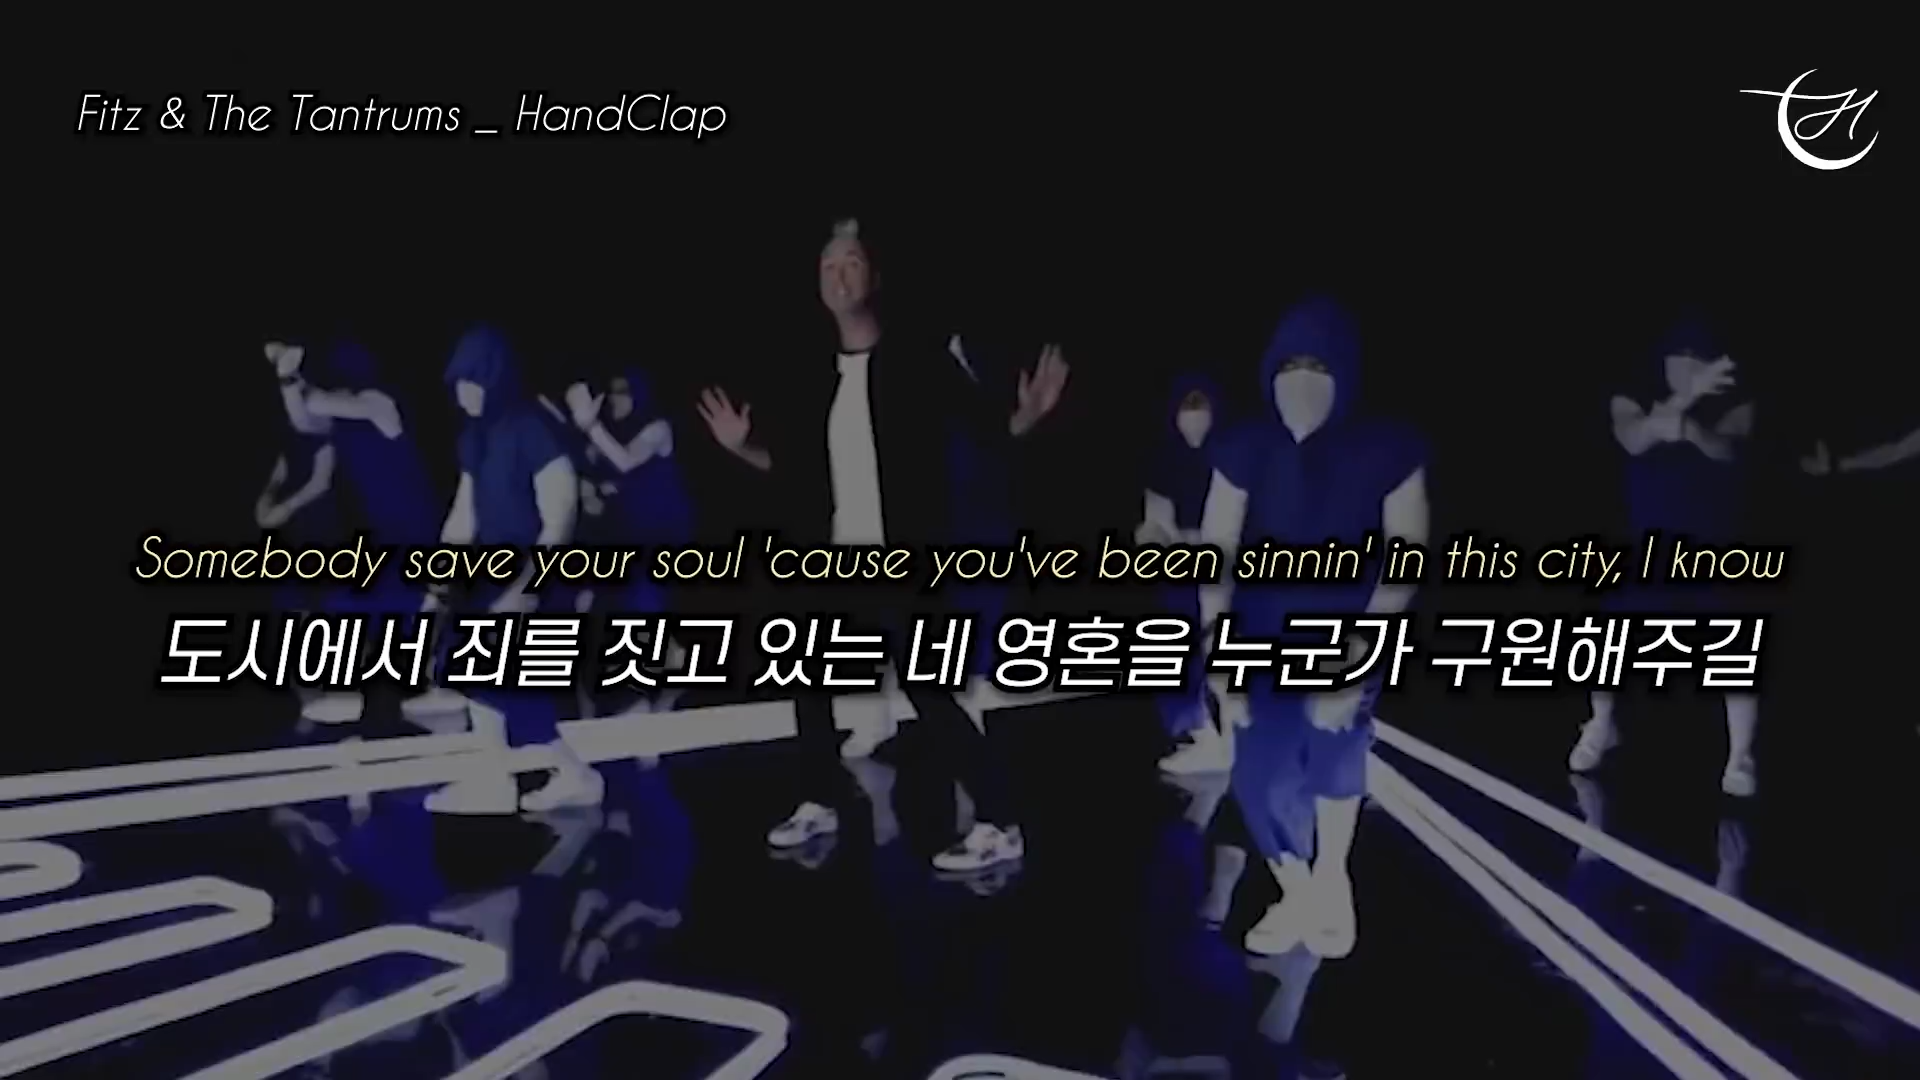 Fitz & The Tantrums _ HandClap
Somebody save your soul 'cause you've been sinnin' in this city, I know
도시에서 죄를 짓고 있는 네 영혼을 누군가 구원해주길